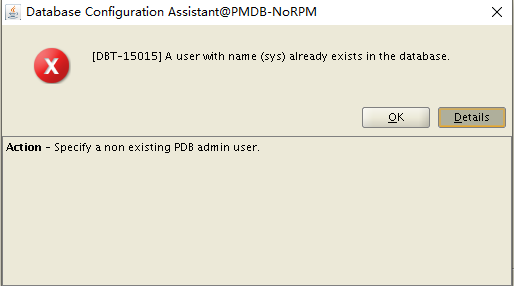 Database Configuration Assistant@PMDB-NoRPM
[DBT-15015] A user with name (sys) already exists in the database.
OK
Details
Action - Specify a non existing PDB admin user.